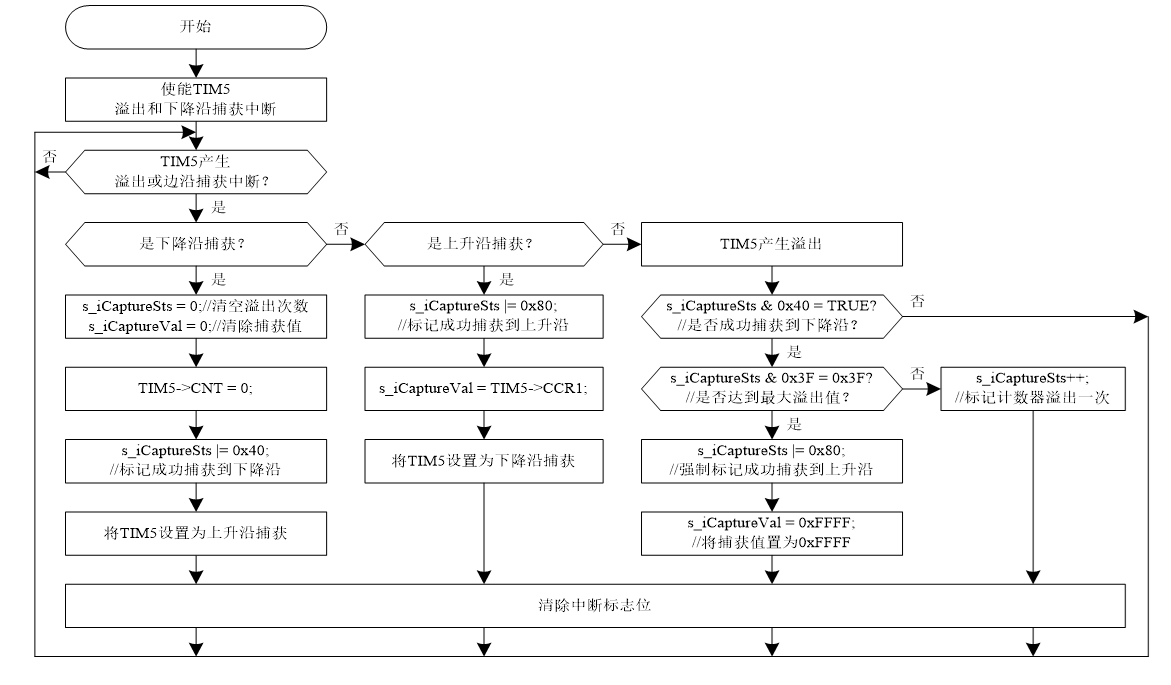 开始
使能TIM5
溢出和下降沿捕获中断
否
TIM5产生
溢出或边沿捕获中断？
是
是下降沿捕获？
否
是上升沿捕获？
否
TIM5产生溢出
是
s_iCaptureSts = 0;//清空溢出次数
s_iCaptureVal = 0;//清除捕获值
TIM5->CNT = 0;
s_iCaptureSts |= 0x40;
//标记成功捕获到下降沿
将TIM5设置为上升沿捕获
是
s_iCaptureSts |= 0x80;
//标记成功捕获到上升沿
s_iCaptureVal = TIM5->CCR1;
将TIM5设置为下降沿捕获
s_iCaptureSts & 0x40 = TRUE?
//是否成功捕获到下降沿？
否
是
s_iCaptureSts & 0x3F = 0x3F?
//是否达到最大溢出值？
否
s_iCaptureSts++;
//标记计数器溢出一次
是
s_iCaptureSts |= 0x80;
//强制标记成功捕获到上升沿
s_iCaptureVal = 0xFFFF;
//将捕获值置为0xFFFF
清除中断标志位